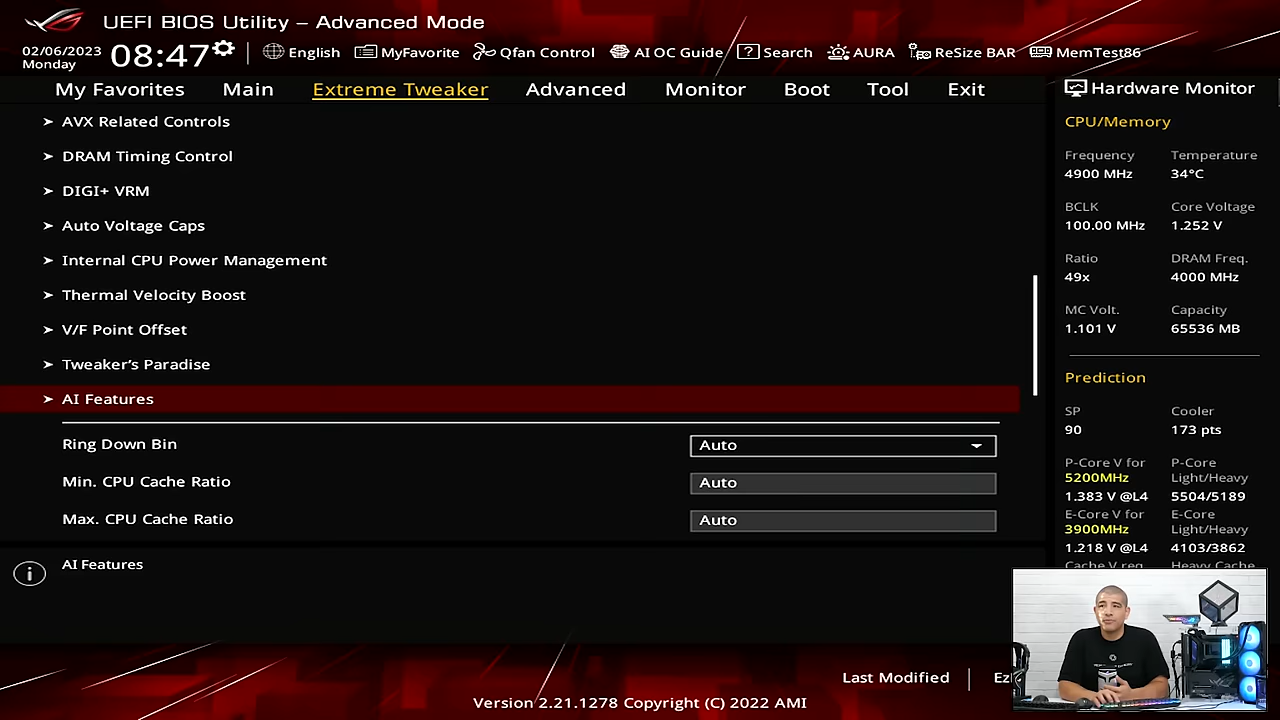 UEFI BIOS Utility – Advanced Mode
02/06/2023
Monday
08:47
English
MyFavorite
Qfan Control
AI OC Guide
Search
AURA
ReSize BAR
MemTest86
My Favorites
Main
Extreme Tweaker
Advanced
Monitor
Boot
Tool
Exit
AVX Related Controls
DRAM Timing Control
DIGI+ VRM
Auto Voltage Caps
Internal CPU Power Management
Thermal Velocity Boost
V/F Point Offset
Tweaker's Paradise
AI Features
Ring Down Bin Auto
Min. CPU Cache Ratio Auto
Max. CPU Cache Ratio Auto
AI Features
Hardware Monitor
CPU/Memory
Frequency Temperature
4900 MHz 34°C
BCLK Core Voltage
100.00 MHz 1.252 V
Ratio DRAM Freq.
49x 4000 MHz
MC Volt. Capacity
1.101 V 65536 MB
Prediction
SP Cooler
90 173 pts
P-Core V for P-Core
5200MHz Light/Heavy
1.383 V @L4 5504/5189
E-Core V for E-Core
3900MHz Light/Heavy
1.218 V @L4 4103/3862
Cache V req Heavy Cache
Last Modified
Ez
Version 2.21.1278 Copyright (C) 2022 AMI